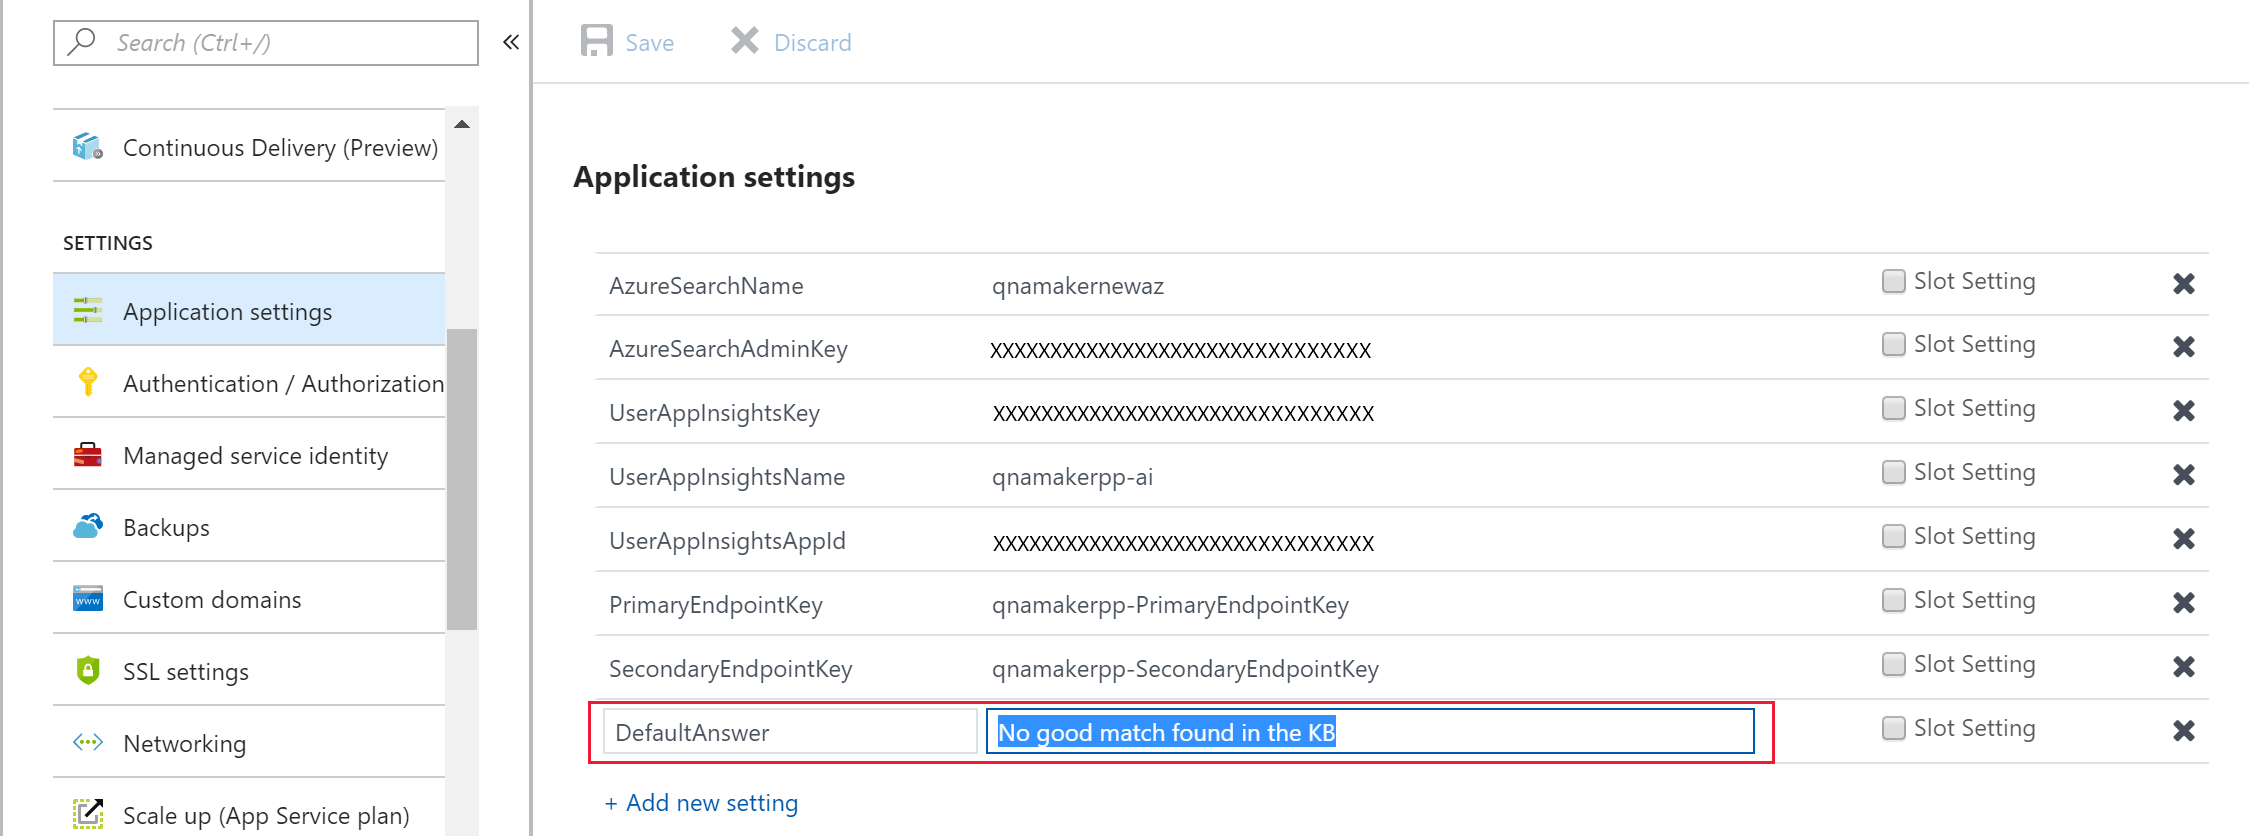 Search (Ctrl+/)
«
Save
Discard
Continuous Delivery (Preview)
SETTINGS
Application settings
Authentication / Authorization
Managed service identity
Backups
www
Custom domains
SSL settings
Networking
Scale up (App Service plan)
Application settings
AzureSearchName qnamakernewaz Slot Setting
AzureSearchAdminKey XXXXXXXXXXXXXXXXXXXXXXXXXXXXXXXX Slot Setting
UserAppInsightsKey XXXXXXXXXXXXXXXXXXXXXXXXXXXXXXXX Slot Setting
UserAppInsightsName qnamakerpp-ai Slot Setting
UserAppInsightsAppId XXXXXXXXXXXXXXXXXXXXXXXXXXXXXXXX Slot Setting
PrimaryEndpointKey qnamakerpp-PrimaryEndpointKey Slot Setting
SecondaryEndpointKey qnamakerpp-SecondaryEndpointKey Slot Setting
DefaultAnswer No good match found in the KB Slot Setting
+ Add new setting